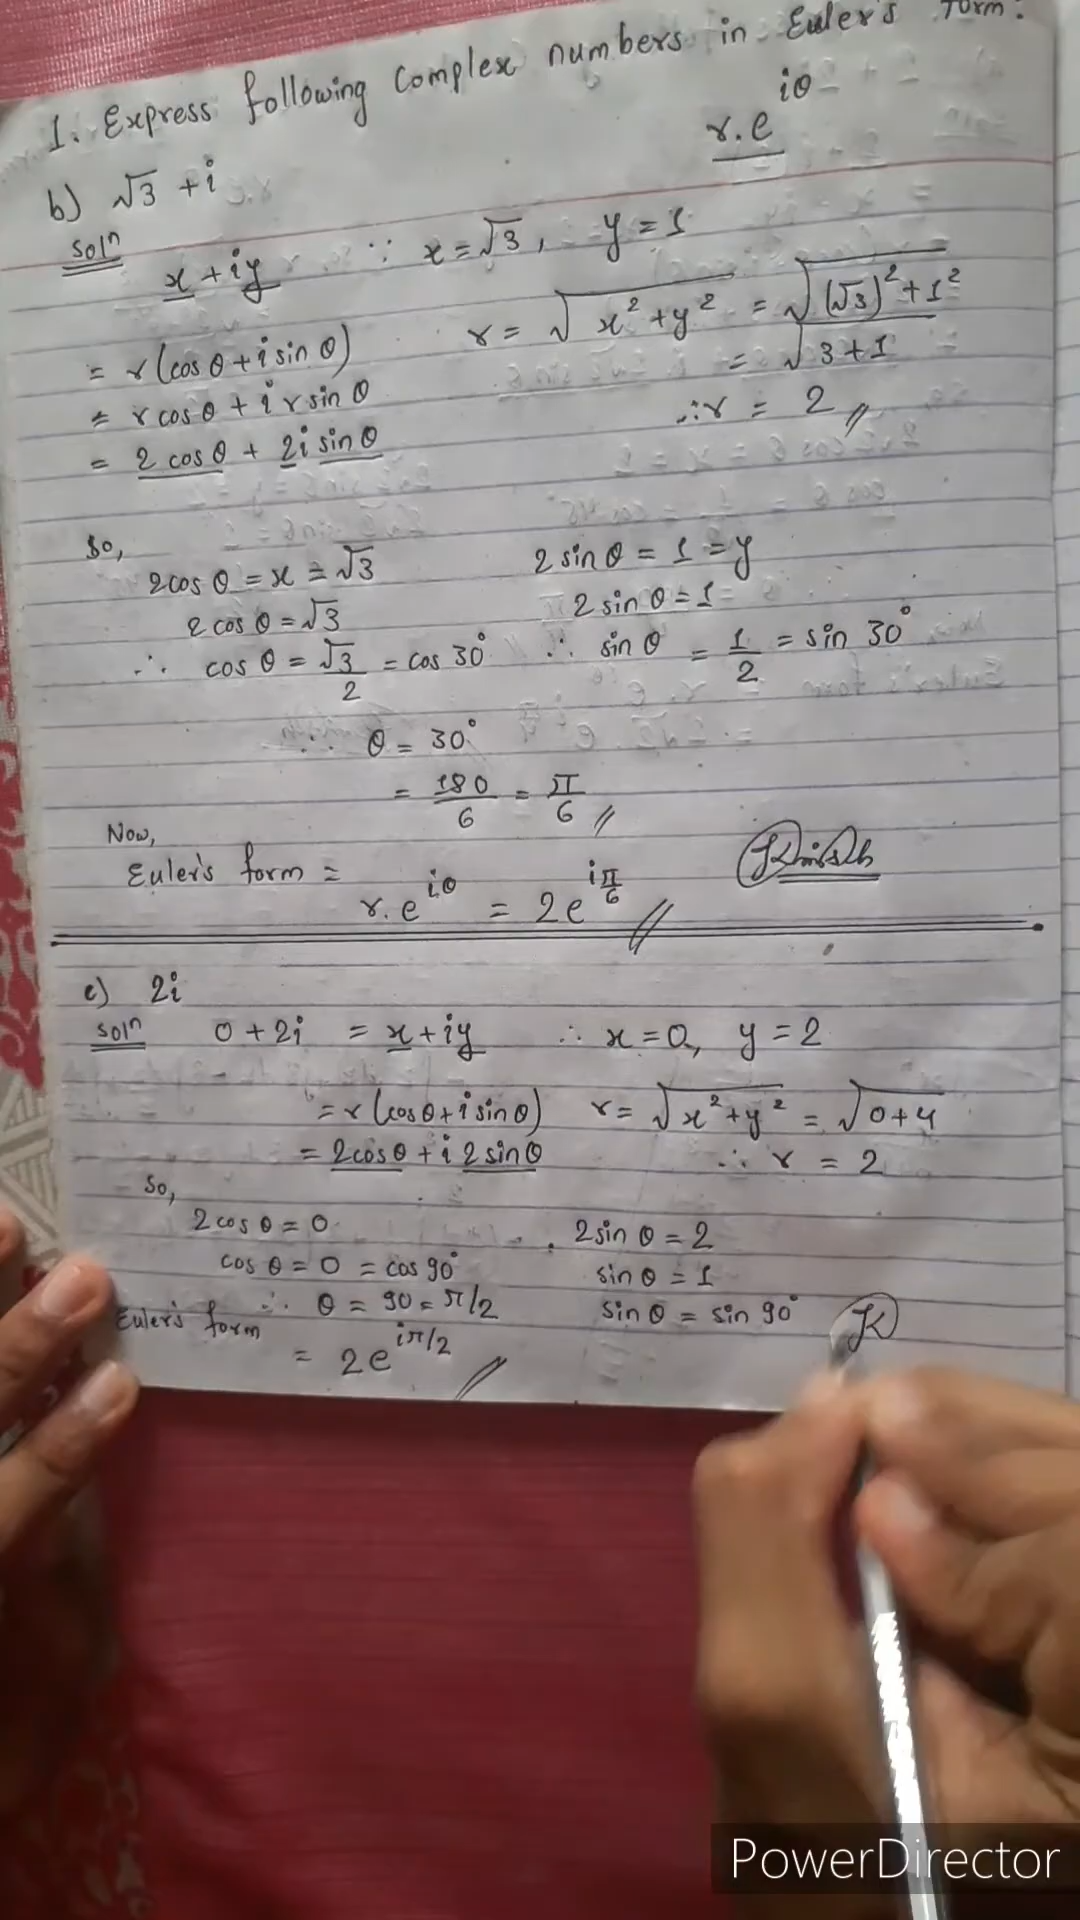 1. Express following complex numbers in Euler's form:
r.e^{iθ}
b) √3 + i
Solⁿ
x + iy ∵ x = √3, y = 1
= r(cos θ + i sin θ) r = √(x² + y²) = √((√3)² + 1²)
= r cos θ + i r sin θ = √(3 + 1)
= 2 cos θ + 2i sin θ ∴ r = 2 //
So,
2 cos θ = x = √3 2 sin θ = 1 = y
2 cos θ = √3 2 sin θ = 1
∴ cos θ = √3/2 = cos 30° ∴ sin θ = 1/2 = sin 30°
θ = 30°
= 180/6 = π/6 //
Now,
Euler's form =
r.e^{iθ} = 2e^{iπ/6} //
c) 2i
Solⁿ 0 + 2i = x + iy ∴ x = 0, y = 2
= r(cos θ + i sin θ) r = √(x² + y²) = √(0 + 4)
= 2 cos θ + i 2 sin θ ∴ r = 2
So,
2 cos θ = 0 2 sin θ = 2
cos θ = 0 = cos 90° sin θ = 1
∴ θ = 90 = π/2 sin θ = sin 90°
Euler's form
= 2e^{iπ/2} //
PowerDirector